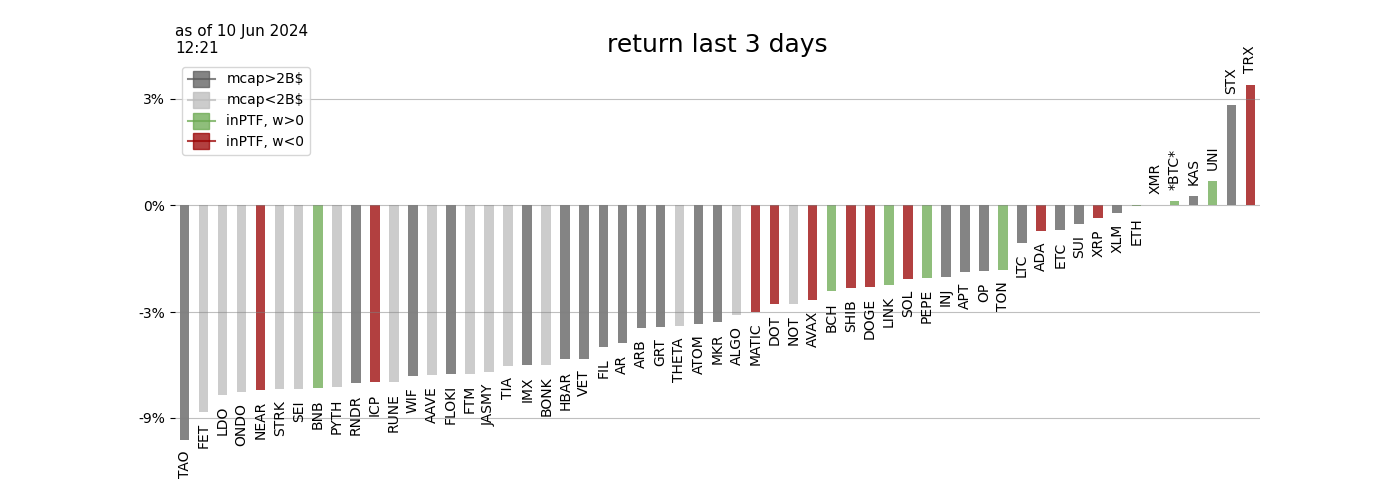 as of 10 Jun 2024
12:21
return last 3 days
mcap>2B$
mcap<2B$
inPTF, w>0
inPTF, w<0
3%
0%
-3%
-9%
TAO
FET
LDO
ONDO
NEAR
STRK
SEI
BNB
PYTH
RNDR
ICP
RUNE
WIF
AAVE
FLOKI
FTM
JASMY
TIA
IMX
BONK
HBAR
VET
FIL
AR
ARB
GRT
THETA
ATOM
MKR
ALGO
MATIC
DOT
NOT
AVAX
BCH
SHIB
DOGE
LINK
SOL
PEPE
INJ
APT
OP
TON
LTC
ADA
ETC
SUI
XRP
XLM
ETH
XMR
*BTC*
KAS
UNI
STX
TRX